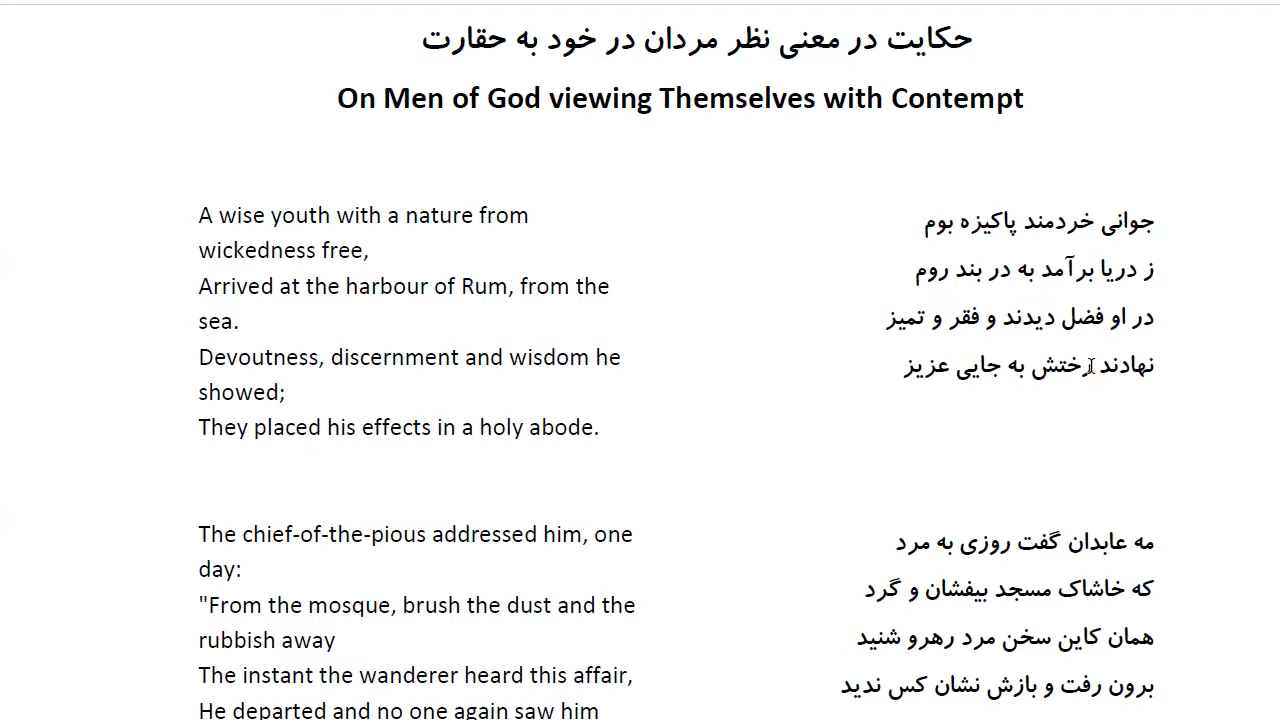 حکایت در معنی نظر مردان در خود به حقارت
On Men of God viewing Themselves with Contempt
A wise youth with a nature from
wickedness free,
Arrived at the harbour of Rum, from the
sea.
Devoutness, discernment and wisdom he
showed;
They placed his effects in a holy abode.
جوانی خردمند پاکیزه بوم
ز دریا برآمد به در بند روم
در او فضل دیدند و فقر و تمیز
نهادند رختش به جایی عزیز
The chief-of-the-pious addressed him, one
day:
"From the mosque, brush the dust and the
rubbish away
The instant the wanderer heard this affair,
He departed and no one again saw him
مه عابدان گفت روزی به مرد
که خاشاک مسجد بیفشان و گرد
همان کاین سخن مرد رهرو شنید
برون رفت و بازش نشان کس ندید